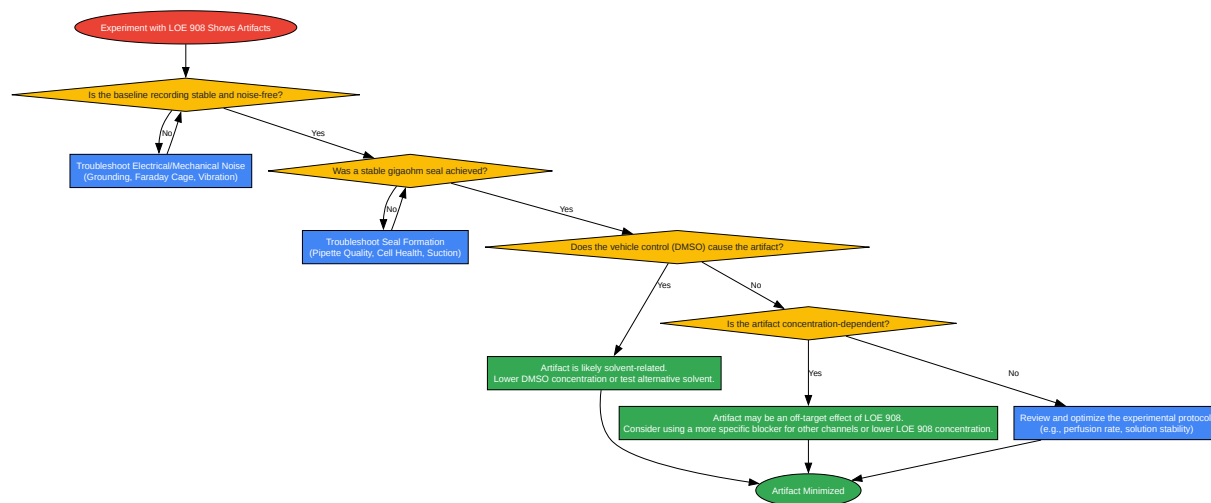 Experiment with LOE 908 Shows Artifacts
Is the baseline recording stable and noise-free?
No
Yes
Troubleshoot Electrical/Mechanical Noise
(Grounding, Faraday Cage, Vibration)
Was a stable gigaohm seal achieved?
No
Yes
Troubleshoot Seal Formation
(Pipette Quality, Cell Health, Suction)
Does the vehicle control (DMSO) cause the artifact?
Yes
No
Is the artifact concentration-dependent?
Artifact is likely solvent-related.
Lower DMSO concentration or test alternative solvent.
Yes
No
Artifact may be an off-target effect of LOE 908.
Consider using a more specific blocker for other channels or lower LOE 908 concentration.
Review and optimize the experimental protocol
(e.g., perfusion rate, solution stability)
Artifact Minimized